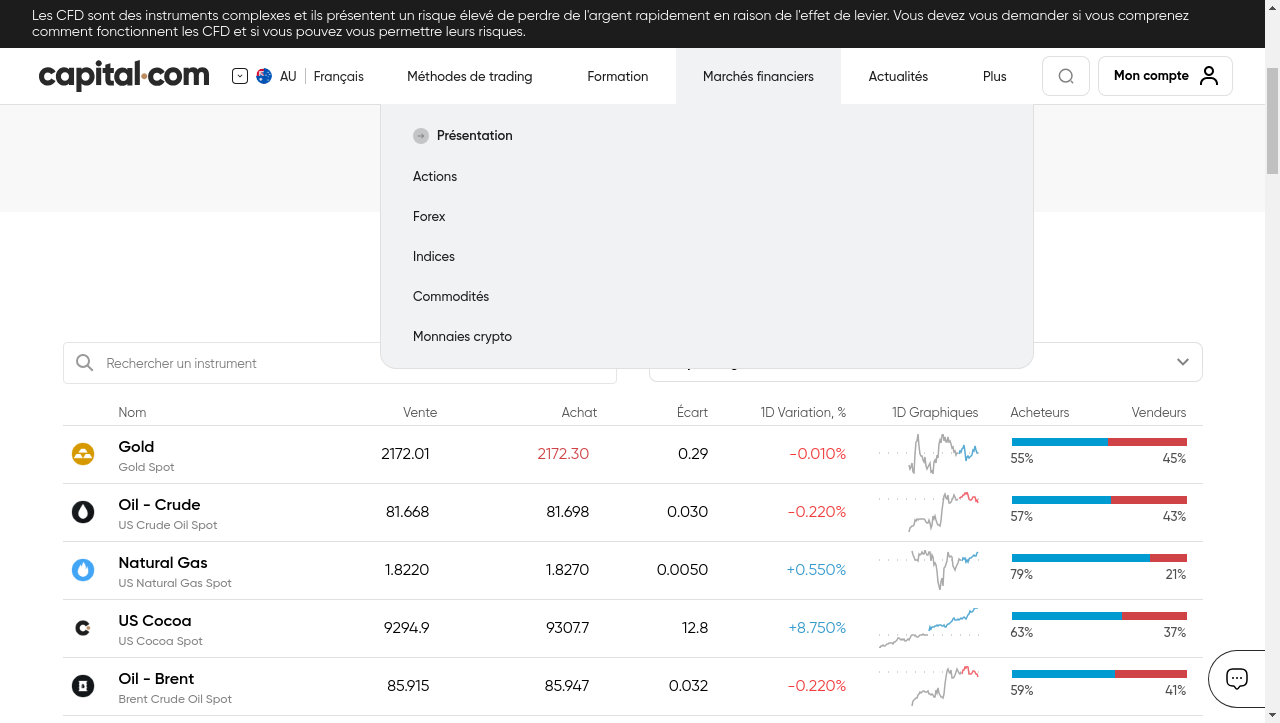 Les CFD sont des instruments complexes et ils présentent un risque élevé de perdre de l'argent rapidement en raison de l'effet de levier. Vous devez vous demander si vous comprenez
comment fonctionnent les CFD et si vous pouvez vous permettre leurs risques.
capital.com AU Français Méthodes de trading Formation Marchés financiers Actualités Plus Mon compte
Présentation
Actions
Forex
Indices
Commodités
Monnaies crypto
Rechercher un instrument
Nom Vente Achat Écart 1D Variation, % 1D Graphiques Acheteurs Vendeurs
Gold 2172.01 2172.30 0.29 -0.010%
Gold Spot 55% 45%
Oil - Crude 81.668 81.698 0.030 -0.220%
US Crude Oil Spot 57% 43%
Natural Gas 1.8220 1.8270 0.0050 +0.550%
US Natural Gas Spot 79% 21%
US Cocoa 9294.9 9307.7 12.8 +8.750%
US Cocoa Spot 63% 37%
Oil - Brent 85.915 85.947 0.032 -0.220%
Brent Crude Oil Spot 59% 41%